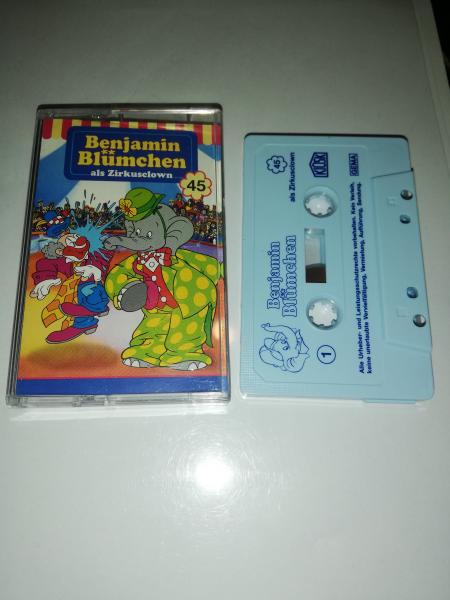 Benjamin
Blümchen
als Zirkusclown
45
45
als Zirkusclown
KIOSK
GEMA
Benjamin
Blümchen
1
Alle Urheber- und Leistungsschutzrechte vorbehalten. Kein Verleih,
keine unerlaubte Vervielfältigung, Vermietung, Aufführung, Sendung.